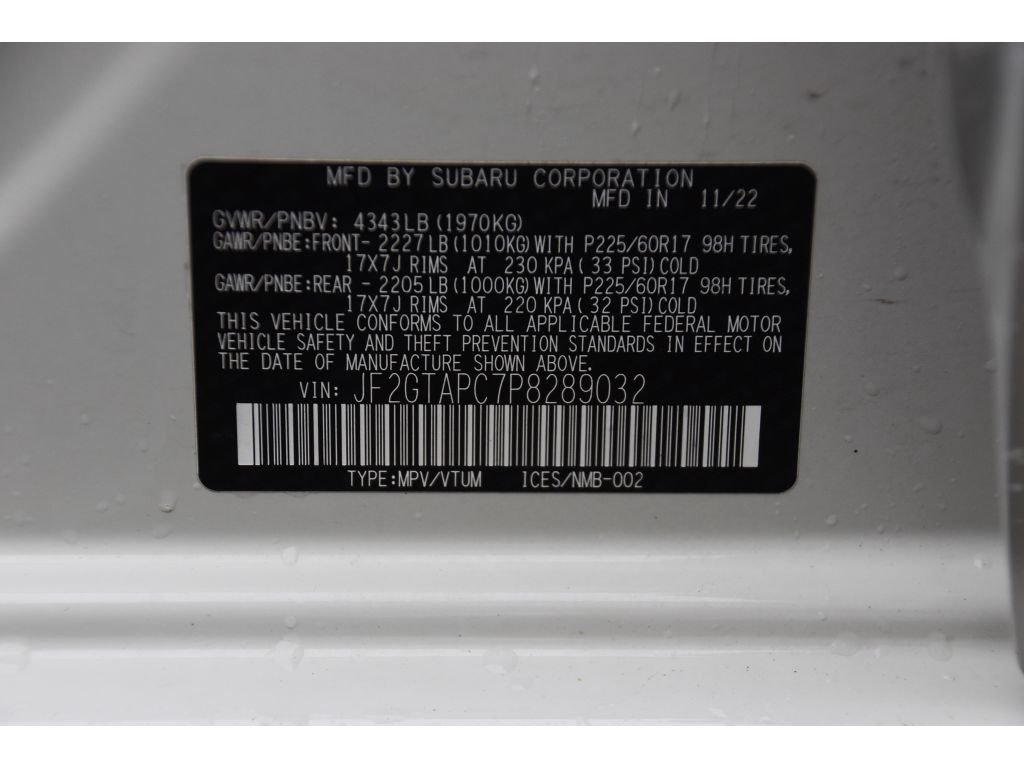 MFD BY SUBARU CORPORATION
MFD IN 11/22
GVWR/PNBV: 4343LB(1970KG)
GAWR/PNBE:FRONT- 2227LB(1010KG)WITH P225/60R17 98H TIRES,
17X7J RIMS AT 230 KPA( 33 PSI)COLD
GAWR/PNBE:REAR - 2205LB(1000KG)WITH P225/60R17 98H TIRES,
17X7J RIMS AT 220 KPA( 32 PSI)COLD
THIS VEHICLE CONFORMS TO ALL APPLICABLE FEDERAL MOTOR
VEHICLE SAFETY AND THEFT PREVENTION STANDARDS IN EFFECT ON
THE DATE OF MANUFACTURE SHOWN ABOVE.
VIN: JF2GTAPC7P8289032
TYPE:MPV/VTUM ICES/NMB-002